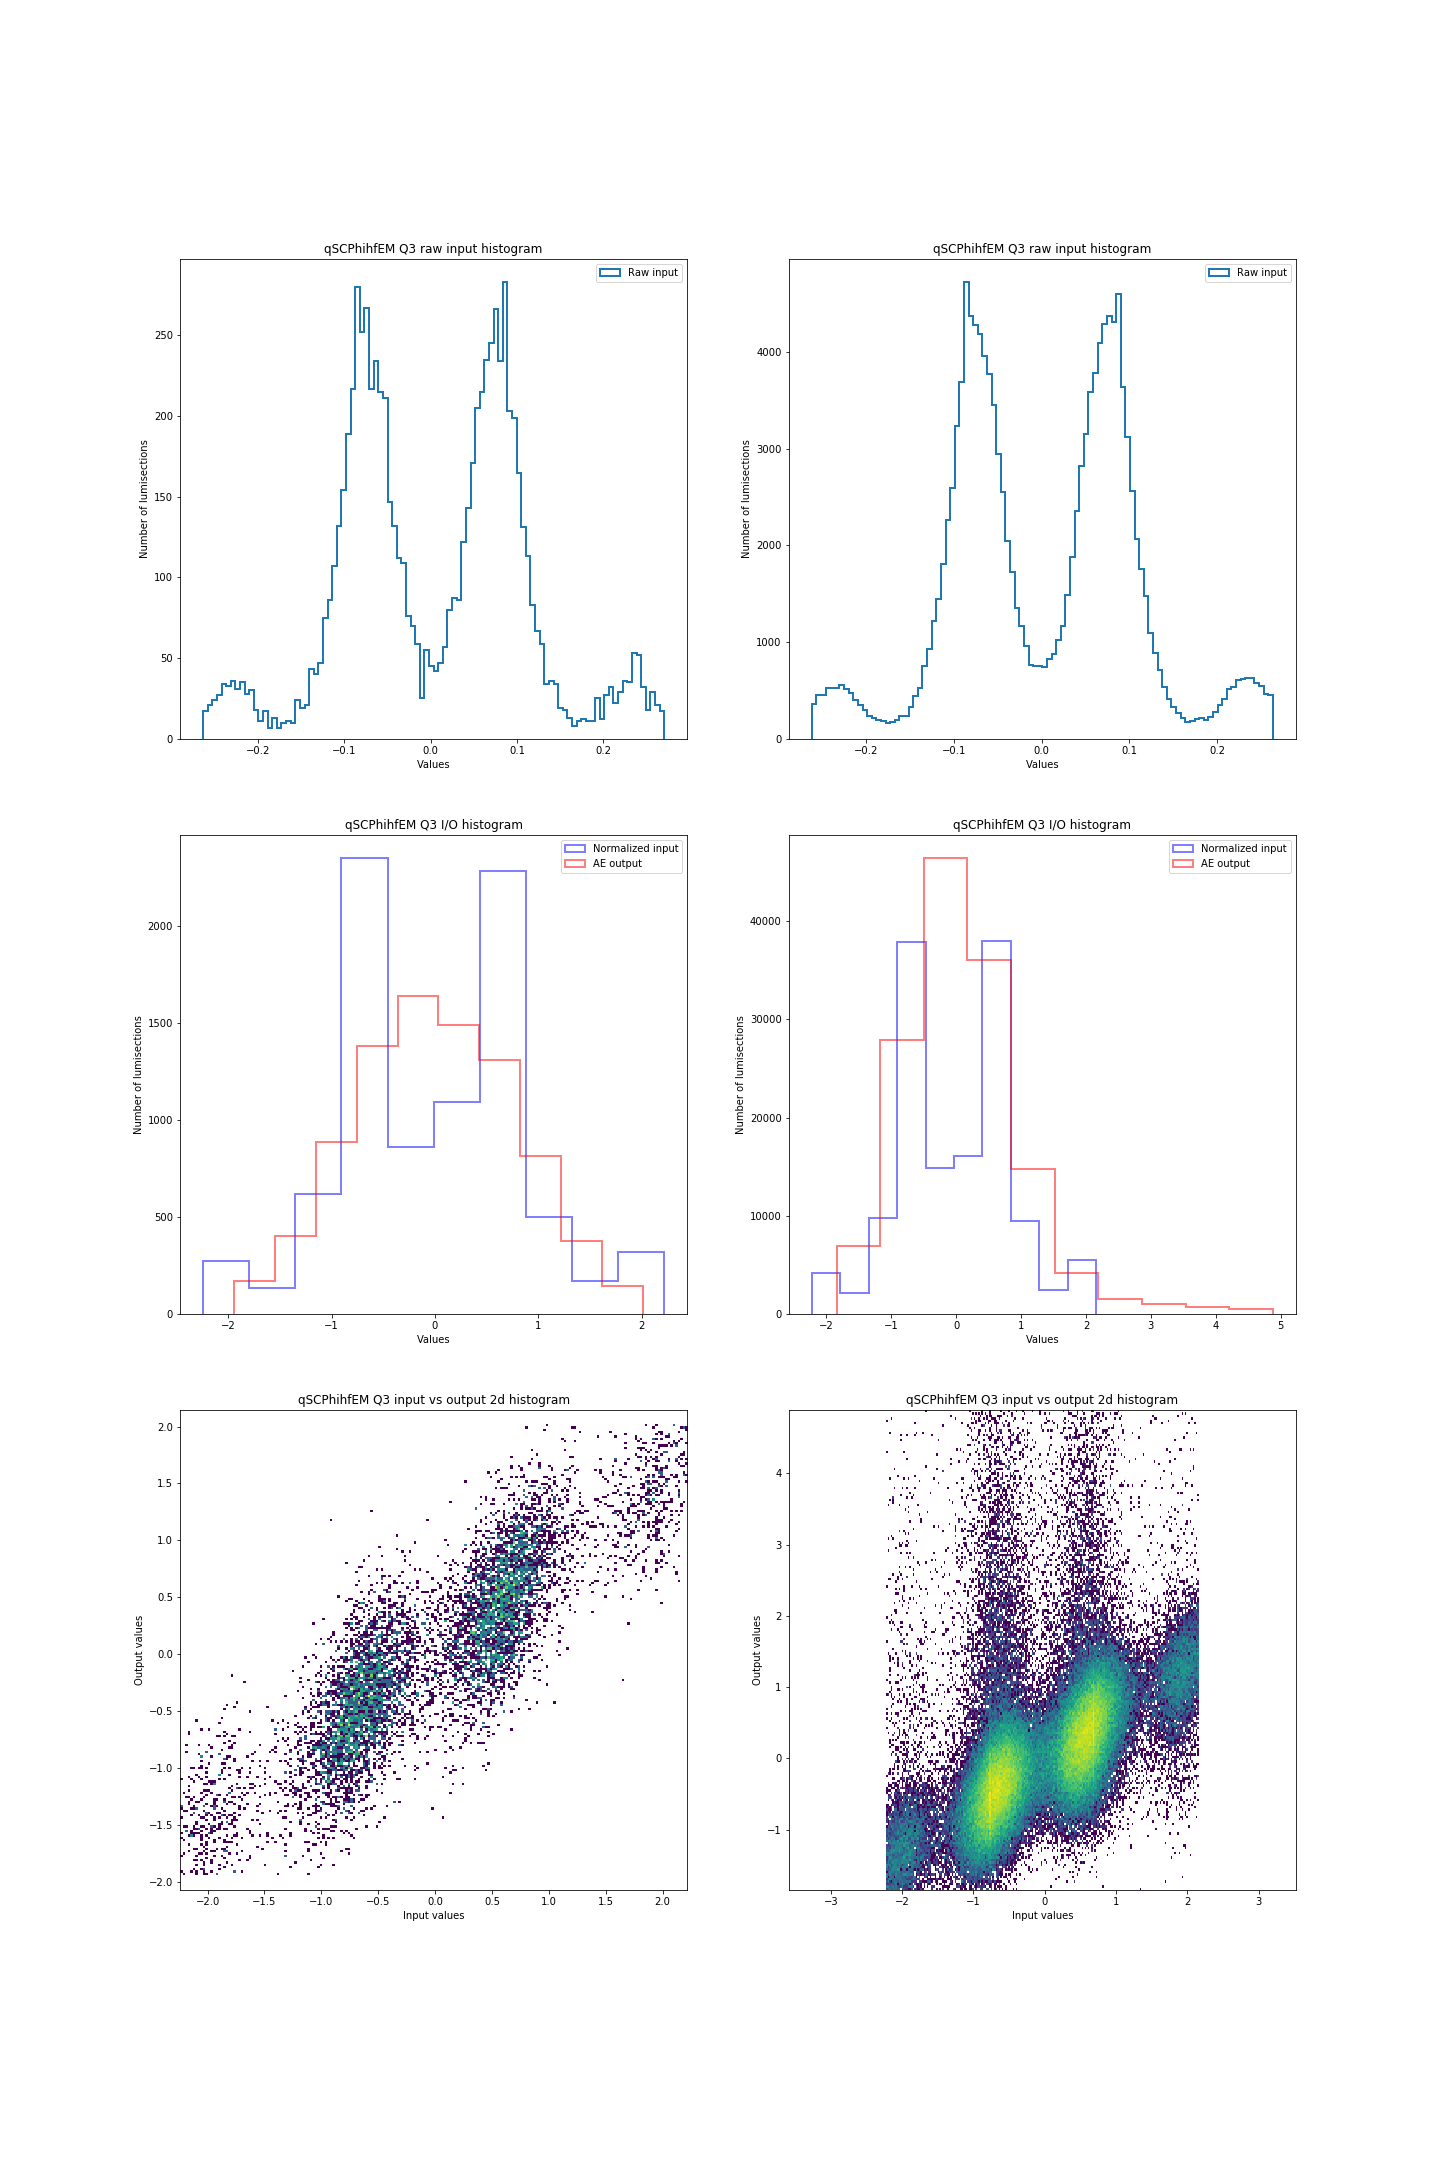 qSCPhihfEM Q3 raw input histogram
Raw input
Number of lumisections
250
200
150
100
50
0
−0.2 −0.1 0.0 0.1 0.2
Values
qSCPhihfEM Q3 raw input histogram
Raw input
Number of lumisections
4000
3000
2000
1000
0
−0.2 −0.1 0.0 0.1 0.2
Values
qSCPhihfEM Q3 I/O histogram
Normalized input
AE output
Number of lumisections
2000
1500
1000
500
0
−2 −1 0 1 2
Values
qSCPhihfEM Q3 I/O histogram
Normalized input
AE output
Number of lumisections
40000
30000
20000
10000
0
−2 −1 0 1 2 3 4 5
Values
qSCPhihfEM Q3 input vs output 2d histogram
Output values
2.0
1.5
1.0
0.5
0.0
−0.5
−1.0
−1.5
−2.0
−2.0 −1.5 −1.0 −0.5 0.0 0.5 1.0 1.5 2.0
Input values
qSCPhihfEM Q3 input vs output 2d histogram
Output values
4
3
2
1
0
−1
−3 −2 −1 0 1 2 3
Input values